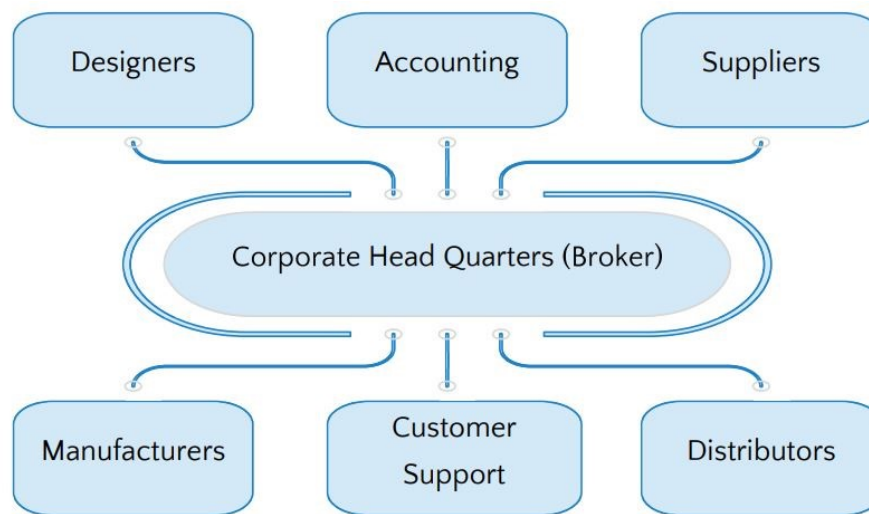 Designers
Accounting
Suppliers
Corporate Head Quarters (Broker)
Manufacturers
Customer
Support
Distributors